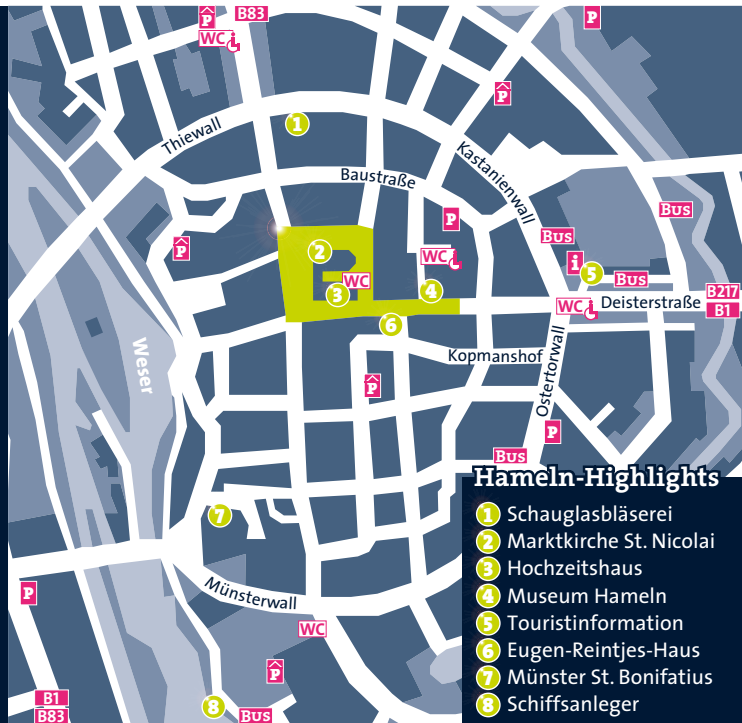 P
B83
WC
P
P
1
Thiewall
Kastanienwall
Baustraße
P
Bus
Bus
P
2
WC
i
5
Bus
WC
3
4
B217
WC
Deisterstraße
B1
6
Weser
Kopmanshof
P
Ostertorwall
P
Bus
7
Münsterwall
P
WC
P
B1
B83
8
Bus
Hameln-Highlights
1 Schauglasbläserei
2 Marktkirche St. Nicolai
3 Hochzeitshaus
4 Museum Hameln
5 Touristinformation
6 Eugen-Reintjes-Haus
7 Münster St. Bonifatius
8 Schiffsanleger